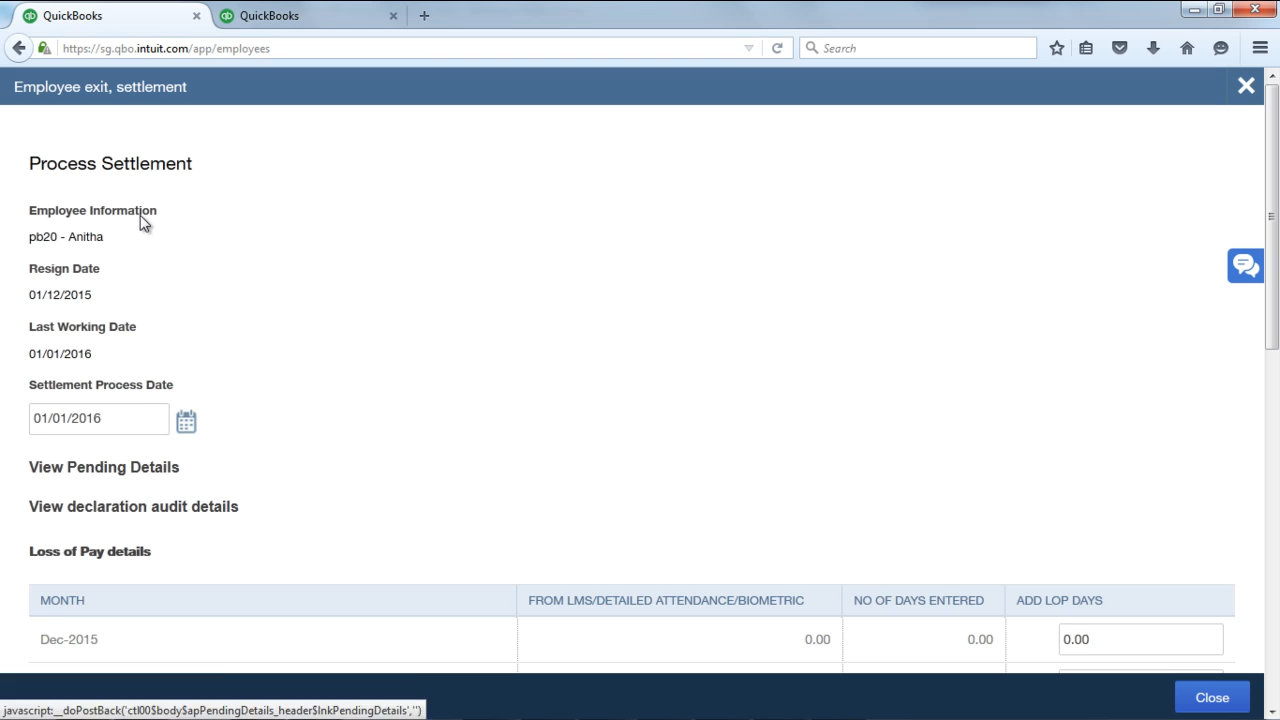 QuickBooks
QuickBooks
https://sg.qbo.intuit.com/app/employees
Search
Employee exit, settlement
Process Settlement
Employee Information
pb20 - Anitha
Resign Date
01/12/2015
Last Working Date
01/01/2016
Settlement Process Date
01/01/2016
View Pending Details
View declaration audit details
Loss of Pay details
MONTH FROM LMS/DETAILED ATTENDANCE/BIOMETRIC NO OF DAYS ENTERED ADD LOP DAYS
Dec-2015 0.00 0.00 0.00
Close
javascript:__doPostBack('ctl00$body$apPendingDetails_header$lnkPendingDetails','')